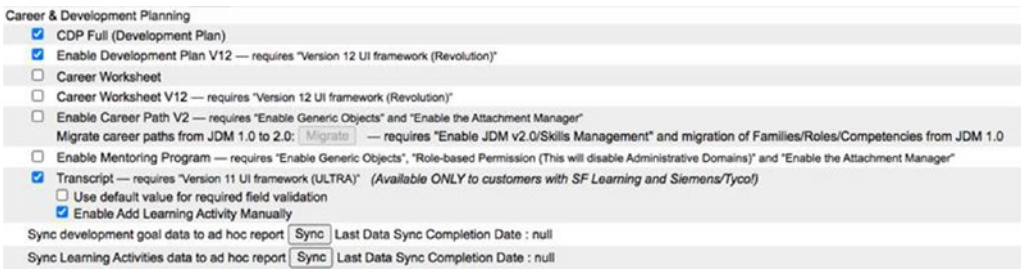 Career & Development Planning
CDP Full (Development Plan)
Enable Development Plan V12 — requires "Version 12 UI framework (Revolution)"
Career Worksheet
Career Worksheet V12 — requires "Version 12 UI framework (Revolution)"
Enable Career Path V2 — requires "Enable Generic Objects" and "Enable the Attachment Manager"
Migrate career paths from JDM 1.0 to 2.0: Migrate — requires "Enable JDM v2.0/Skills Management" and migration of Families/Roles/Competencies from JDM 1.0
Enable Mentoring Program — requires "Enable Generic Objects", "Role-based Permission (This will disable Administrative Domains)" and "Enable the Attachment Manager"
Transcript — requires "Version 11 UI framework (ULTRA)" (Available ONLY to customers with SF Learning and Siemens/Tyco!)
Use default value for required field validation
Enable Add Learning Activity Manually
Sync development goal data to ad hoc report Sync Last Data Sync Completion Date : null
Sync Learning Activities data to ad hoc report Sync Last Data Sync Completion Date : null